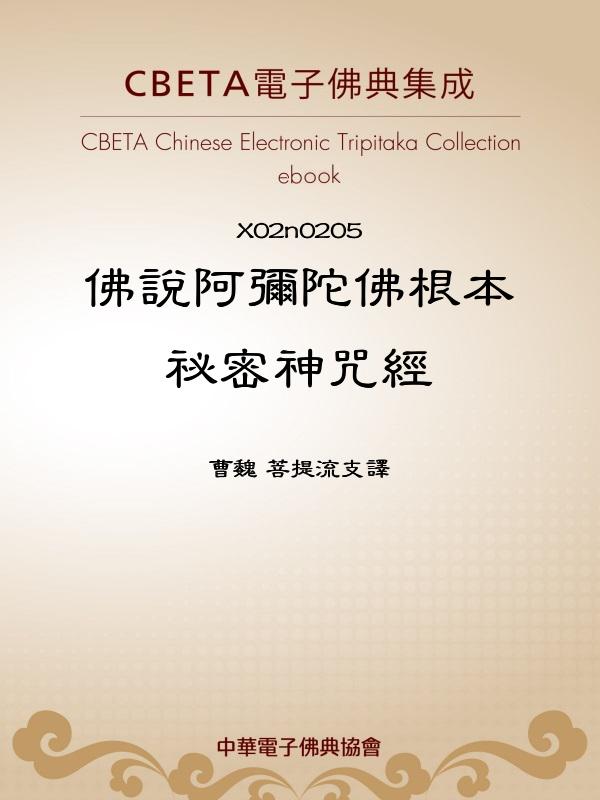 CBETA電子佛典集成
CBETA Chinese Electronic Tripitaka Collection
ebook
X02n0205
佛說阿彌陀佛根本
祕密神咒經
曹魏 菩提流支譯
中華電子佛典協會